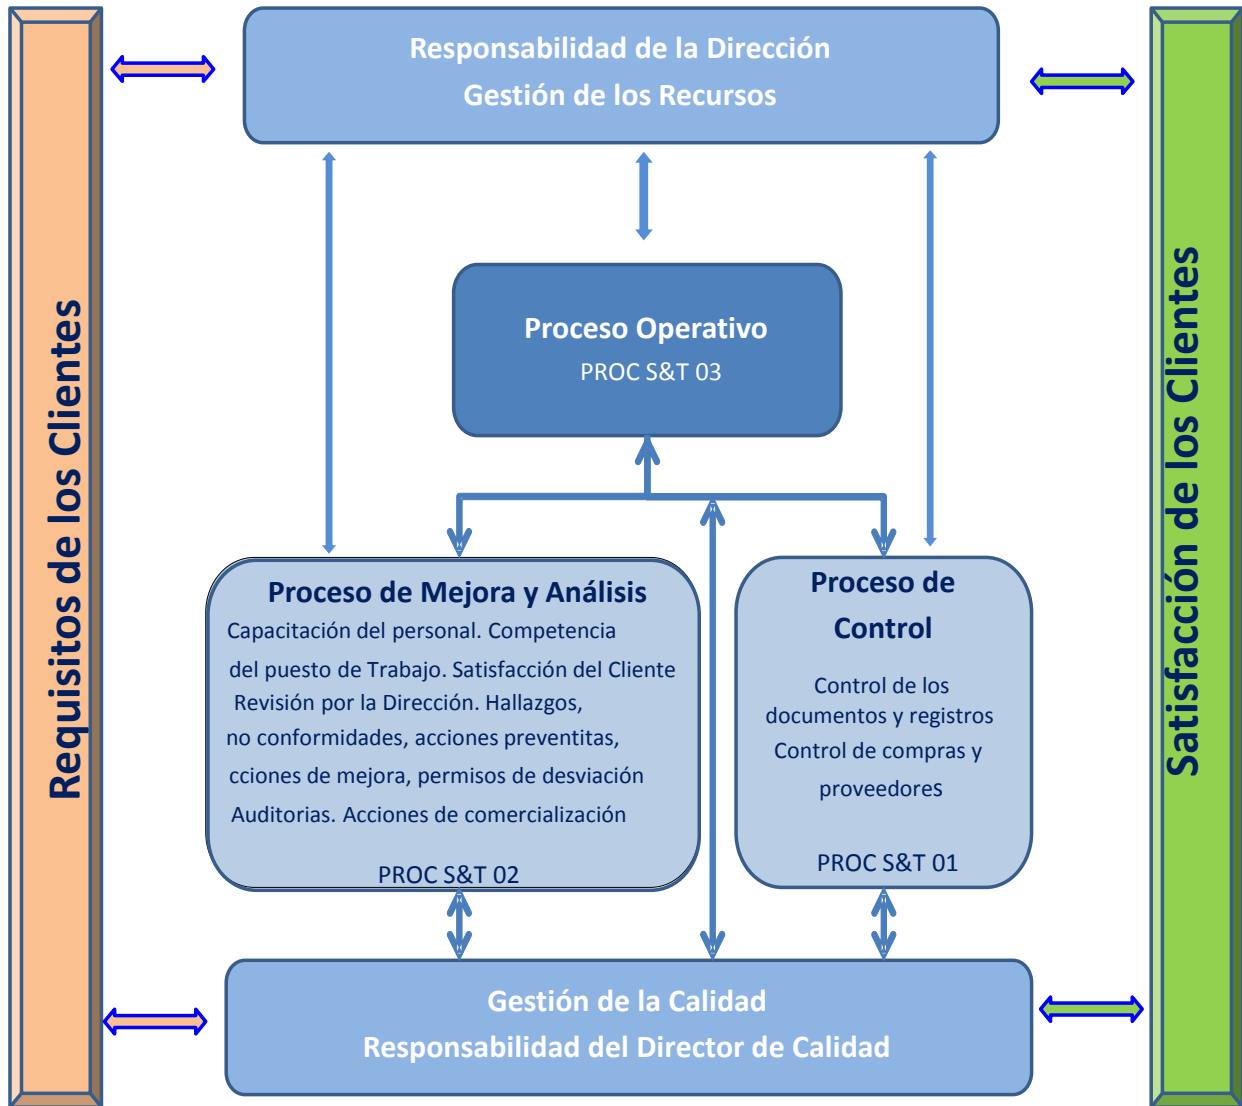 Responsabilidad de la Dirección
Gestión de los Recursos
Requisitos de los Clientes
Satisfacción de los Clientes
Proceso Operativo
PROC S&T 03
Proceso de Mejora y Análisis
Capacitación del personal. Competencia
del puesto de Trabajo. Satisfacción del Cliente
Revisión por la Dirección. Hallazgos,
no conformidades, acciones preventitas,
cciones de mejora, permisos de desviación
Auditorias. Acciones de comercialización
PROC S&T 02
Proceso de
Control
Control de los
documentos y registros
Control de compras y
proveedores
PROC S&T 01
Gestión de la Calidad
Responsabilidad del Director de Calidad